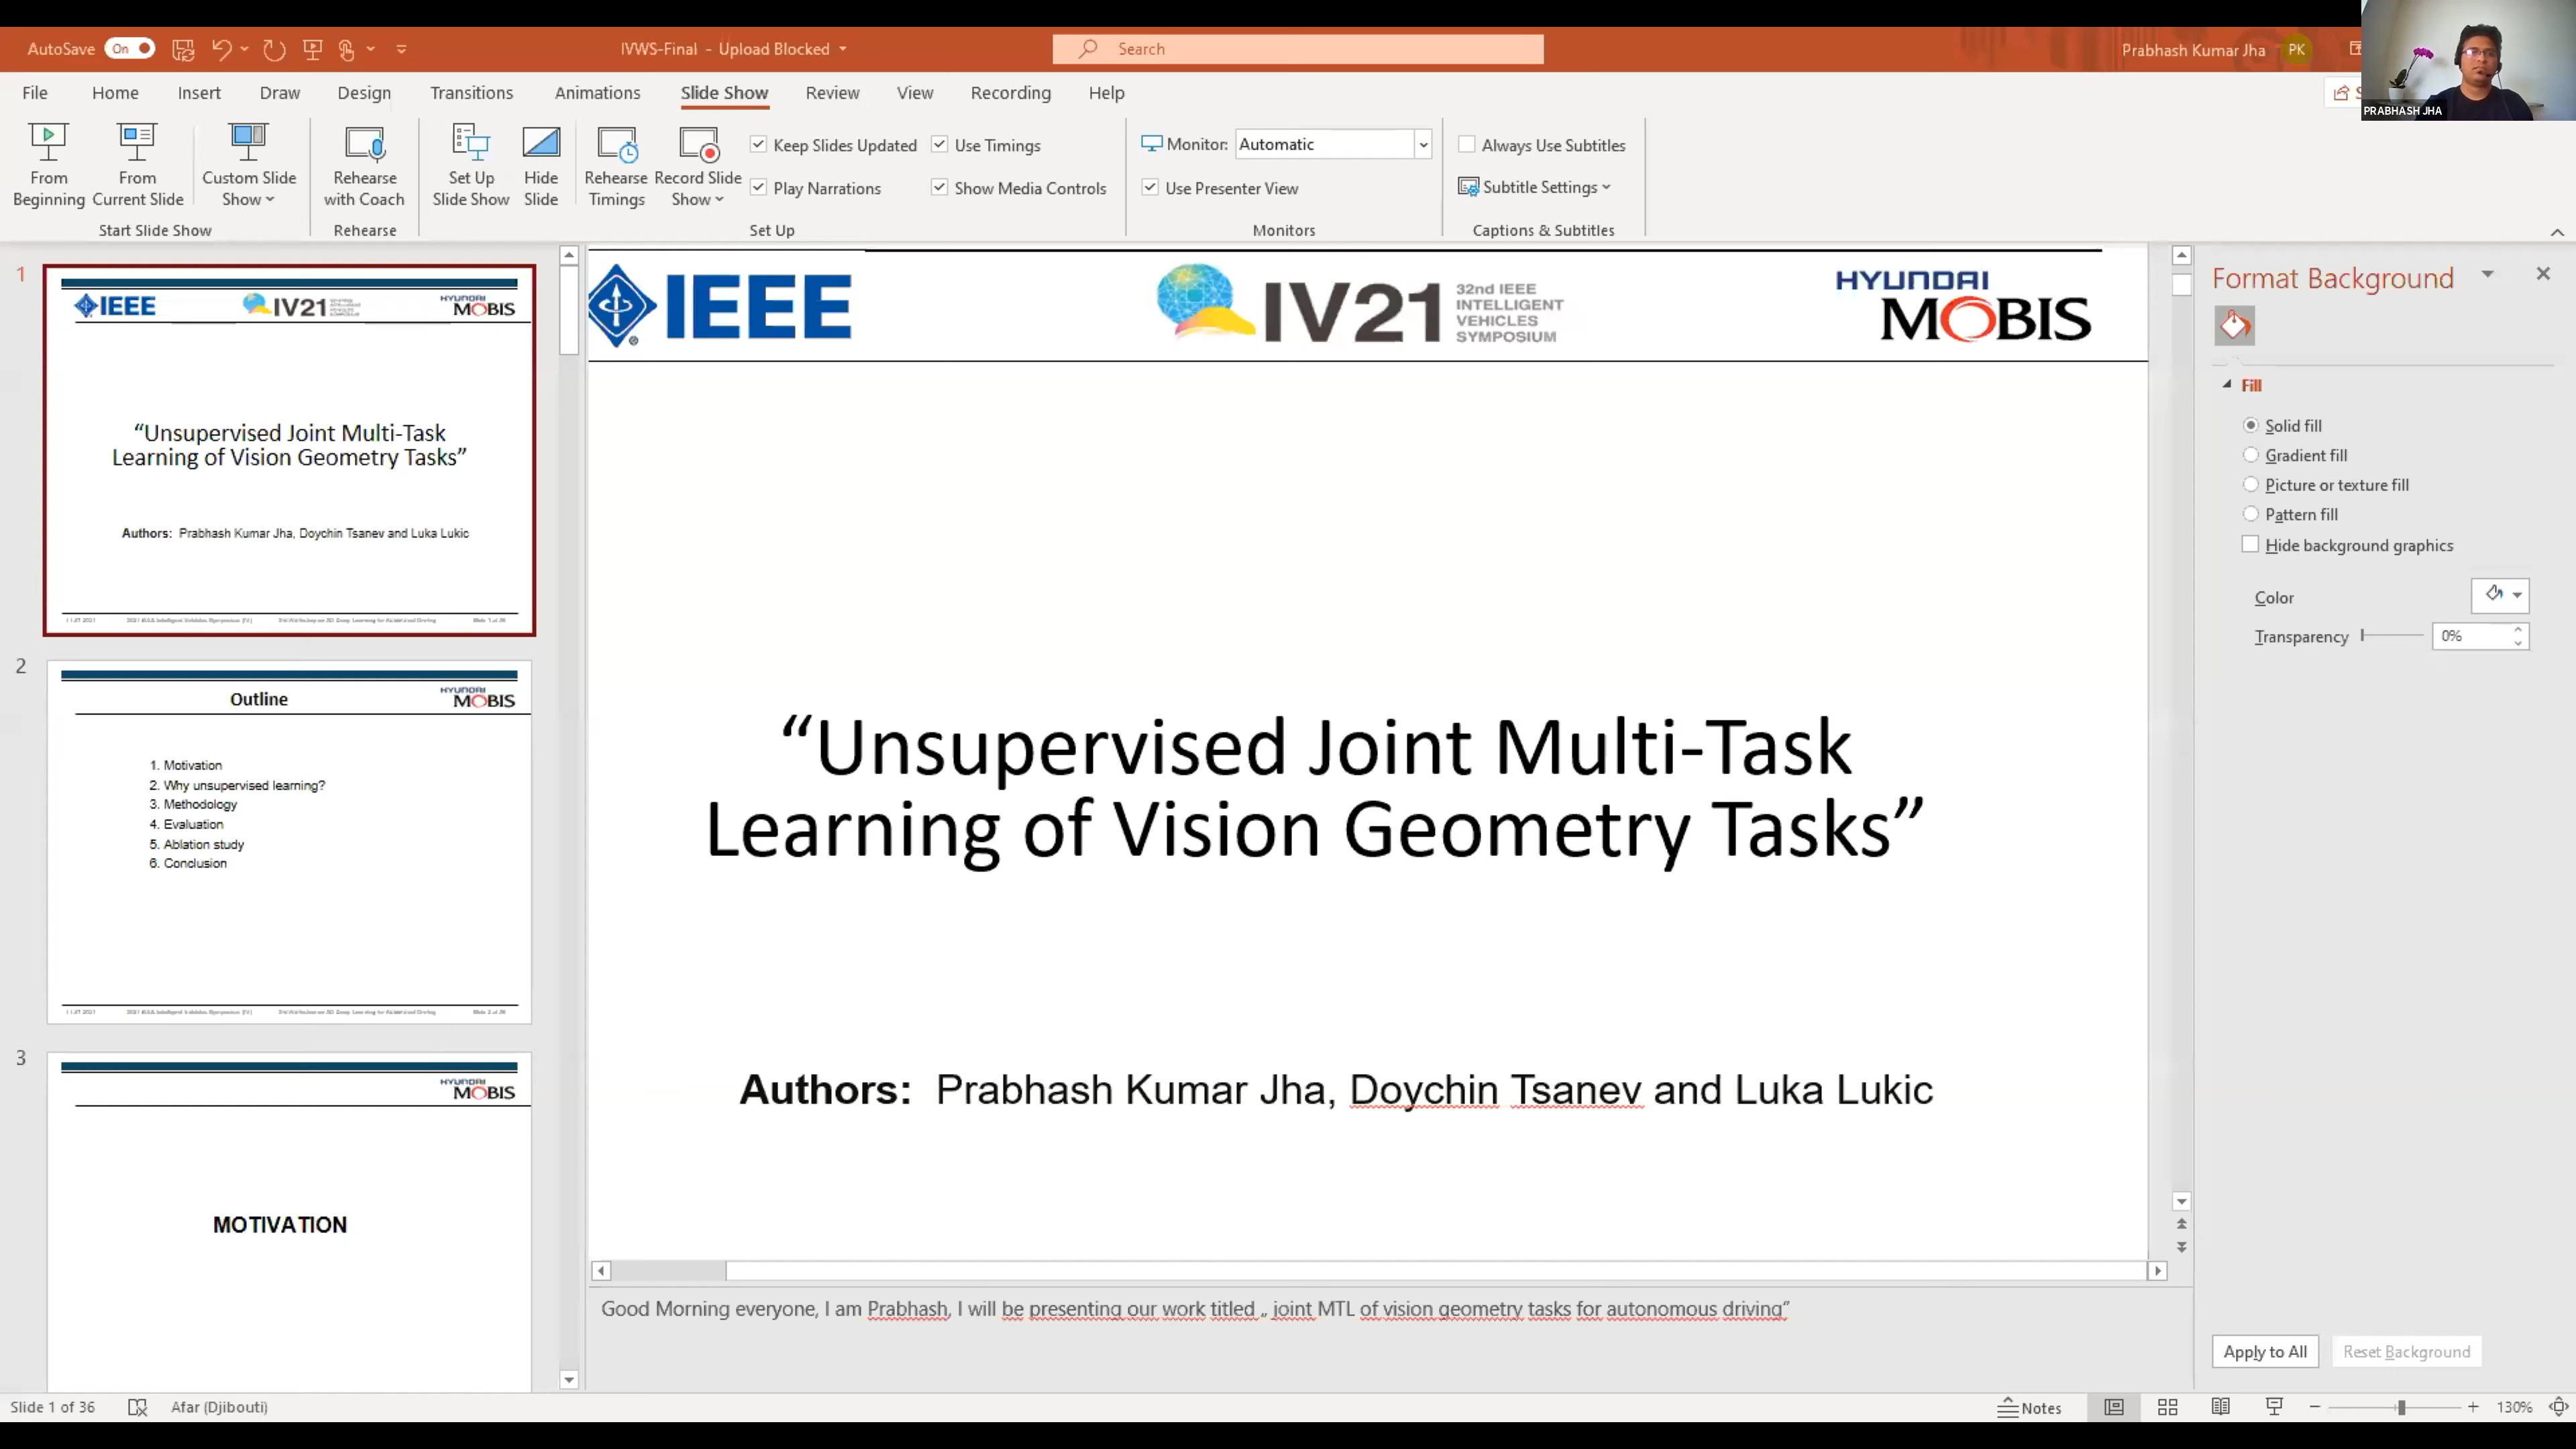 AutoSave On IVWS-Final - Upload Blocked Search Prabhash Kumar Jha PK
PRABHASH JHA
File Home Insert Draw Design Transitions Animations Slide Show Review View Recording Help
From Beginning
From Current Slide
Custom Slide Show
Start Slide Show
Rehearse with Coach
Rehearse
Set Up Slide Show
Hide Slide
Rehearse Timings
Record Slide Show
Keep Slides Updated
Play Narrations
Use Timings
Show Media Controls
Set Up
Monitor: Automatic
Use Presenter View
Monitors
Always Use Subtitles
Subtitle Settings
Captions & Subtitles
1
IEEE IV21 HYUNDAI MOBIS
“Unsupervised Joint Multi-Task
Learning of Vision Geometry Tasks”
Authors: Prabhash Kumar Jha, Doychin Tsanev and Luka Lukic
2
Outline
HYUNDAI MOBIS
1. Motivation
2. Why unsupervised learning?
3. Methodology
4. Evaluation
5. Ablation study
6. Conclusion
3
HYUNDAI MOBIS
MOTIVATION
IEEE
IV21
32nd IEEE
INTELLIGENT
VEHICLES
SYMPOSIUM
HYUNDAI
MOBIS
“Unsupervised Joint Multi-Task
Learning of Vision Geometry Tasks”
Authors: Prabhash Kumar Jha, Doychin Tsanev and Luka Lukic
Good Morning everyone, I am Prabhash, I will be presenting our work titled „ joint MTL of vision geometry tasks for autonomous driving“
Format Background
Fill
Solid fill
Gradient fill
Picture or texture fill
Pattern fill
Hide background graphics
Color
Transparency 0%
Apply to All Reset Background
Slide 1 of 36 Afar (Djibouti) Notes 130%